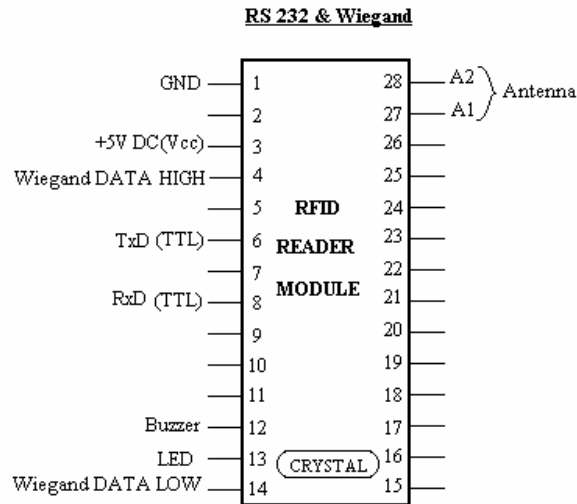 RS 232 & Wiegand
GND 1 28 A2
2 27 A1 Antenna
+5V DC(Vcc) 3 26
Wiegand DATA HIGH 4 25
5 RFID 24
TxD (TTL) 6 READER 23
7 22
RxD (TTL) 8 MODULE 21
9 20
10 19
11 18
Buzzer 12 17
LED 13 CRYSTAL 16
Wiegand DATA LOW 14 15